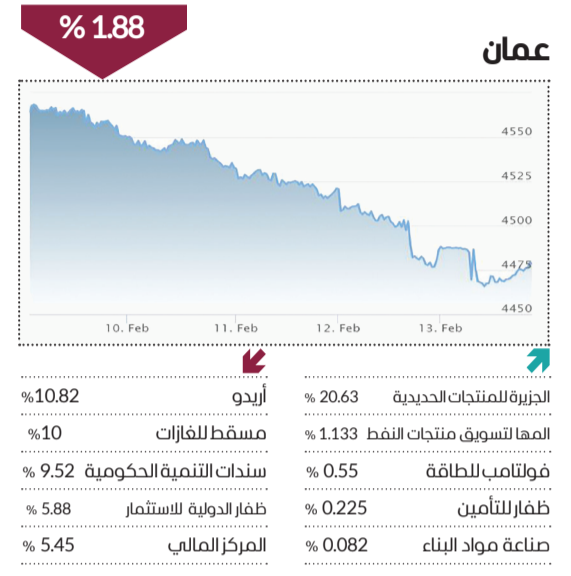 % 1.88
عمان
4550
4525
4500
4475
4450
10. Feb
11. Feb
12. Feb
13. Feb
الجزيرة للمنتجات الحديدية 20.63 %
المها لتسويق منتجات النفط 1.133 %
فولتامب للطاقة 0.55 %
ظفار للتأمين 0.225 %
صناعة مواد البناء 0.082 %
أريدو 10.82%
مسقط للغازات 10%
سندات التنمية الحكومية 9.52 %
ظفار الدولية للاستثمار 5.88 %
المركز المالي 5.45 %